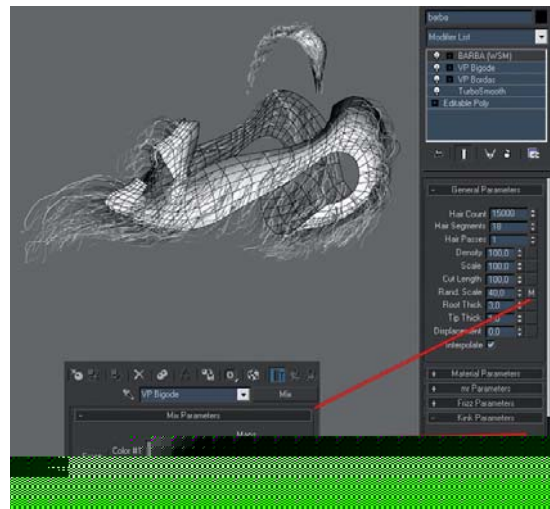 barba
Modifier List
BARBA (WSM)
VP Bigode
VP Bordas
TurboSmooth
Editable Poly
General Parameters
Hair Count 15000
Hair Segments 18
Hair Passes 1
Density 100,0
Scale 100,0
Cut Length 100,0
Rand. Scale 40,0 M
Root Thick 3,0
Tip Thick
Displacement 0,0
Interpolate
Material Parameters
mr Parameters
Frizz Parameters
Kink Parameters
VP Bigode Mix
Mix Parameters
Maps
Color #1